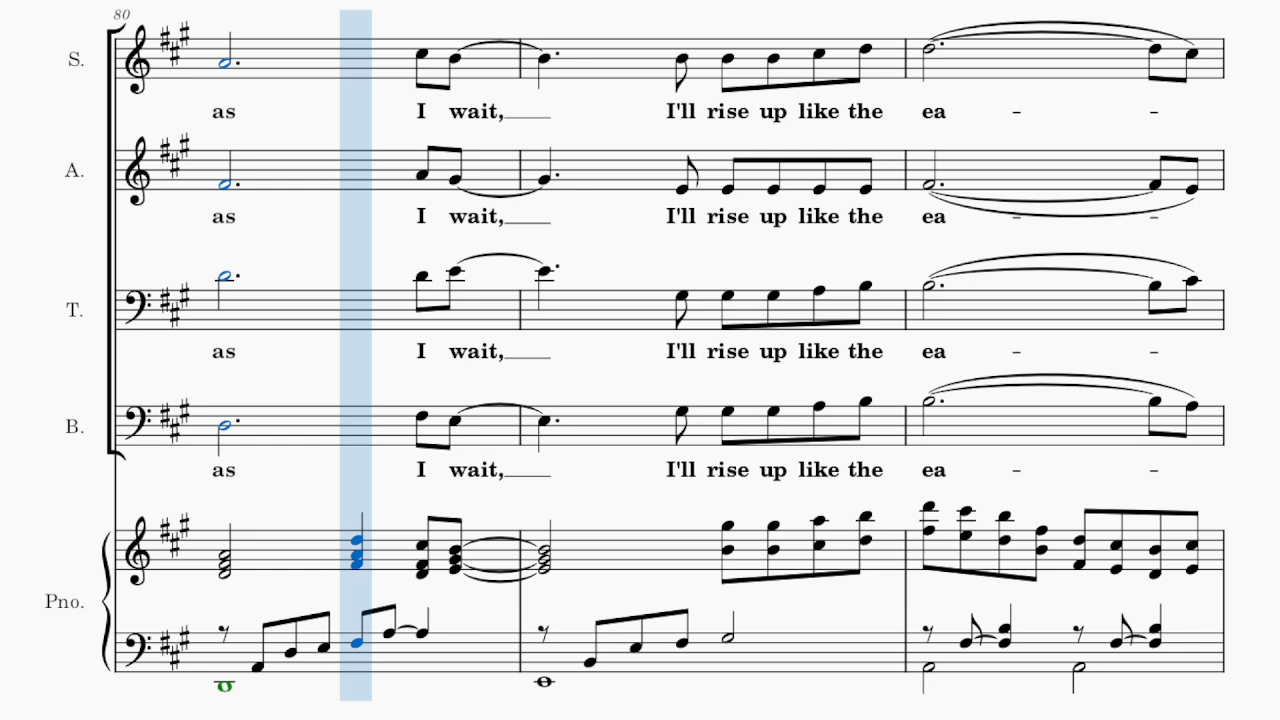 80
S.
as I wait, I'll rise up like the ea - -
A.
as I wait, I'll rise up like the ea - -
T.
as I wait, I'll rise up like the ea - -
B.
as I wait, I'll rise up like the ea - -
Pno.